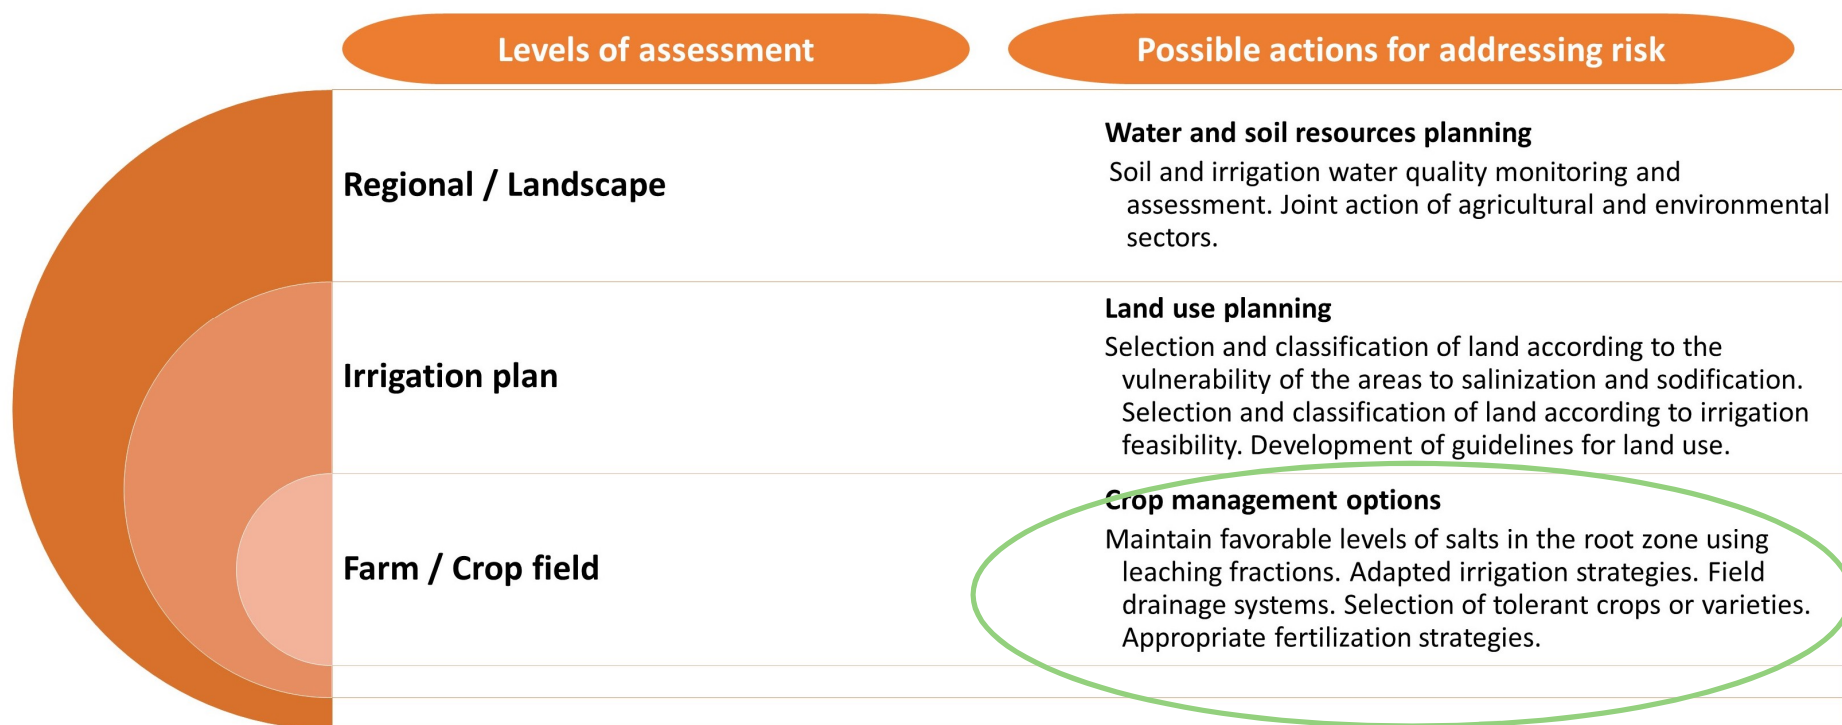 Levels of assessment
Possible actions for addressing risk
Regional / Landscape
Water and soil resources planning
Soil and irrigation water quality monitoring and
assessment. Joint action of agricultural and environmental
sectors.
Irrigation plan
Land use planning
Selection and classification of land according to the
vulnerability of the areas to salinization and sodification.
Selection and classification of land according to irrigation
feasibility. Development of guidelines for land use.
Farm / Crop field
Crop management options
Maintain favorable levels of salts in the root zone using
leaching fractions. Adapted irrigation strategies. Field
drainage systems. Selection of tolerant crops or varieties.
Appropriate fertilization strategies.